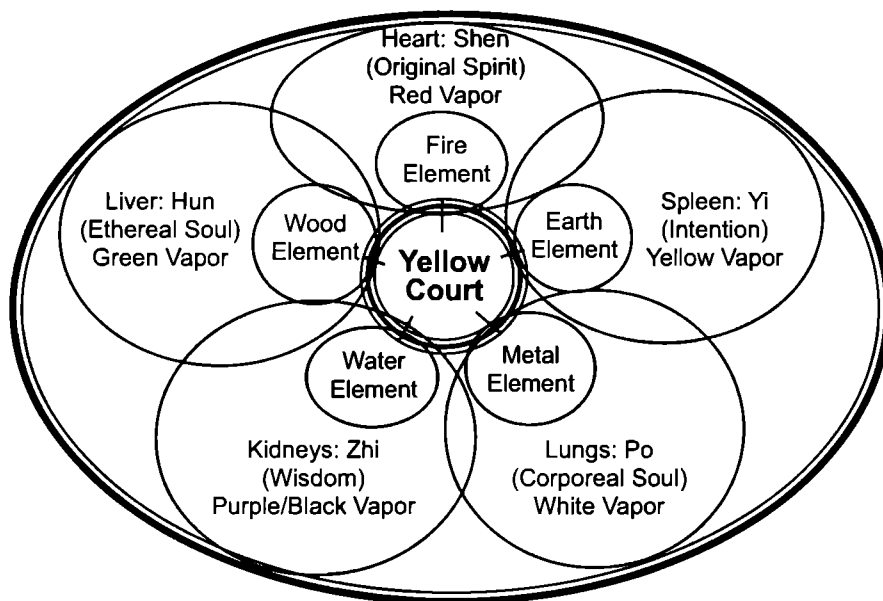 Heart: Shen
(Original Spirit)
Red Vapor
Fire
Element
Liver: Hun
(Ethereal Soul)
Green Vapor
Wood
Element
Yellow
Court
Earth
Element
Spleen: Yi
(Intention)
Yellow Vapor
Water
Element
Metal
Element
Kidneys: Zhi
(Wisdom)
Purple/Black Vapor
Lungs: Po
(Corporeal Soul)
White Vapor